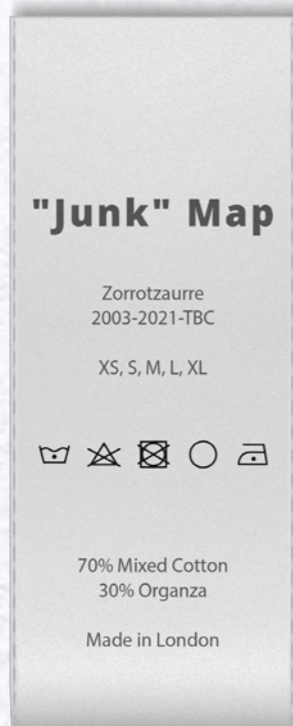 "Junk" Map
Zorrotzaurre
2003-2021-TBC
XS, S, M, L, XL
70% Mixed Cotton
30% Organza
Made in London